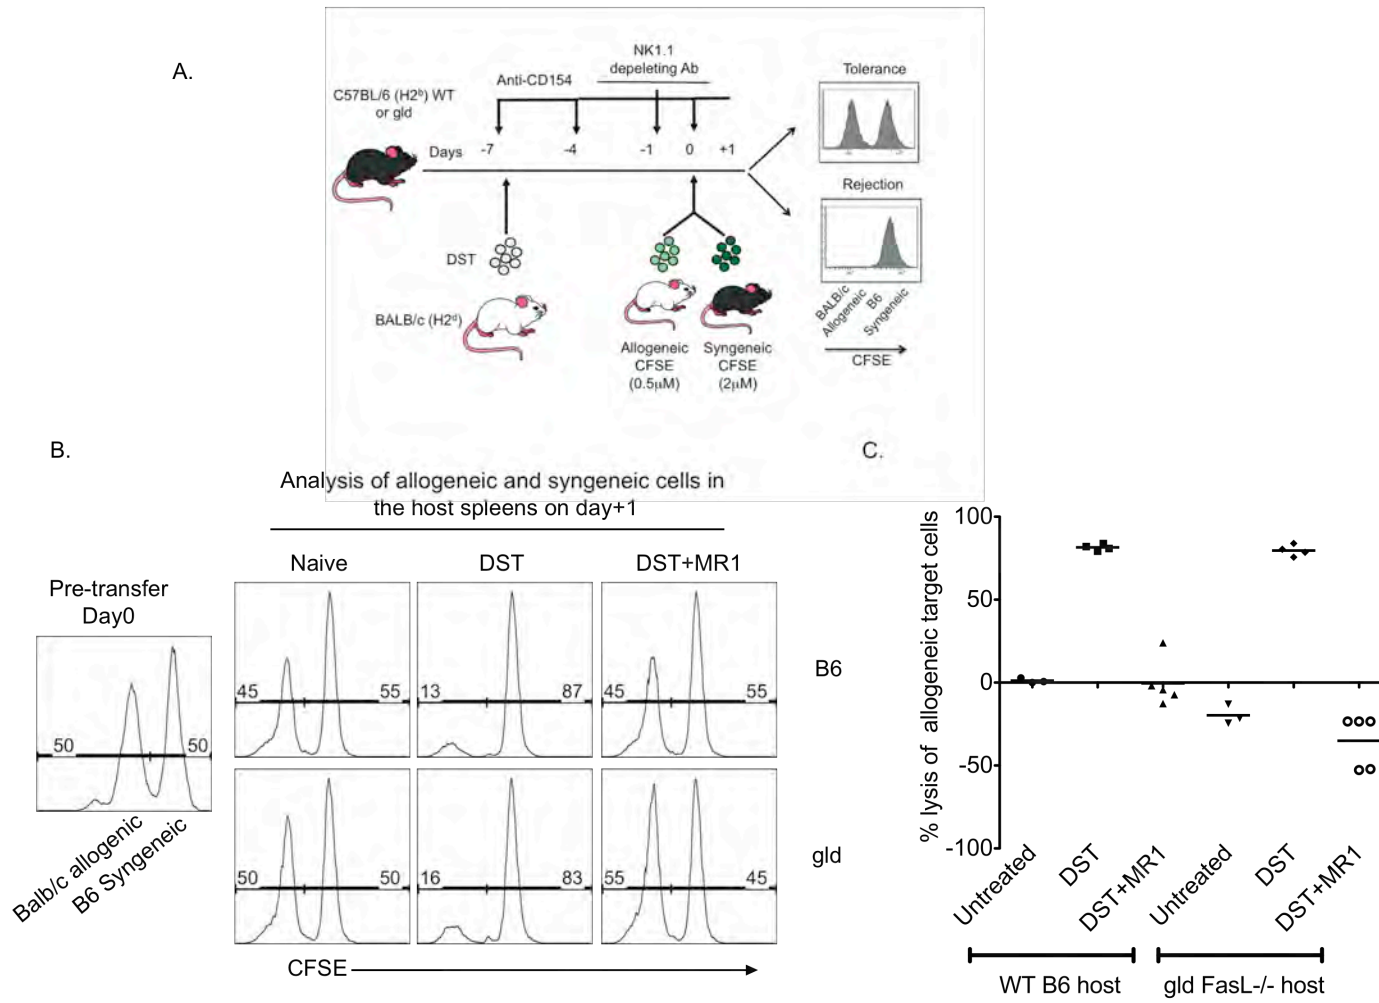 A.
NK1.1
depeleting Ab
Anti-CD154
C57BL/6 (H2ᵇ) WT
or gld
Days -7 -4 -1 0 +1
DST
BALB/c (H2ᵈ)
Allogeneic
CFSE
(0.5μM)
Syngeneic
CFSE
(2μM)
Tolerance
Rejection
BALB/c
Allogeneic
B6
Syngeneic
CFSE
B.
Analysis of allogeneic and syngeneic cells in
the host spleens on day+1
Pre-transfer
Day0
50 50
Balb/c allogenic
B6 Syngeneic
Naive DST DST+MR1
45 55 13 87 45 55
B6
50 50 16 83 55 45
gld
CFSE
C.
% lysis of allogeneic target cells
100
50
0
-50
-100
Untreated
DST
DST+MR1
Untreated
DST
DST+MR1
WT B6 host
gld FasL-/- host